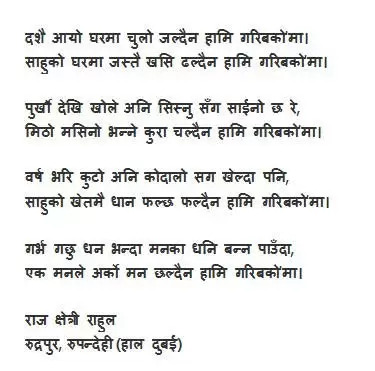 दशै आयो घरमा चुलो जल्दैन हामि गरिबको'मा।
साहुको घरमा जस्तै खसि ढल्दैन हामि गरिबको'मा।
पुर्खौ देखि खोले अनि सिस्नु सँग साईनो छ रे,
मिठो मसिनो भन्ने कुरा चल्दैन हामि गरिबको'मा।
वर्ष भरि कुटो अनि कोदालो सग खेल्दा पनि,
साहुको खेतमै धान फल्छ फल्दैन हामि गरिबको'मा।
गर्भ गछु धन भन्दा मनका धनि बन्न पाउँदा,
एक मनले अर्को मन छल्दैन हामि गरिबको'मा।
राज क्षेत्री राहुल
रुद्रपुर, रुपन्देही (हाल दुबई)